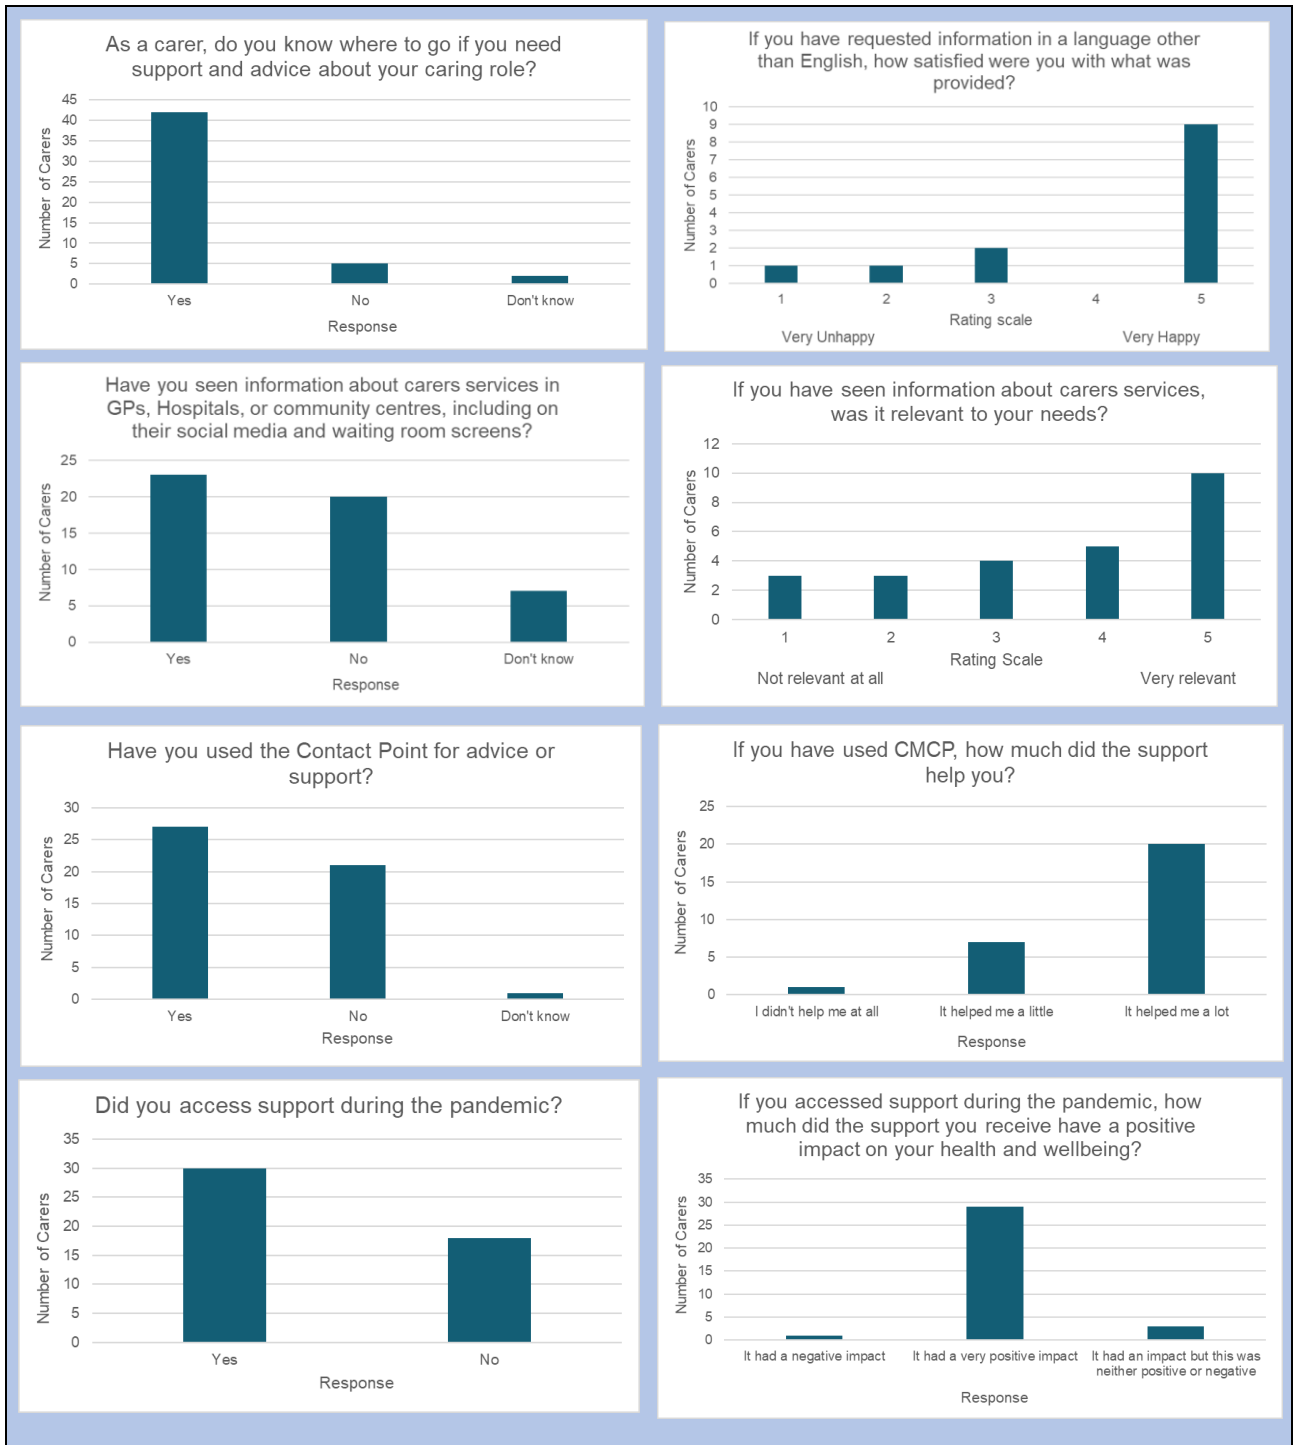 As a carer, do you know where to go if you need
support and advice about your caring role?
45
40
35
30
25
20
15
10
5
0
Number of Carers
Yes
No
Don't know
Response
If you have requested information in a language other
than English, how satisfied were you with what was
provided?
10
9
8
7
6
5
4
3
2
1
0
Number of Carers
1
2
3
4
5
Rating scale
Very Unhappy
Very Happy
Have you seen information about carers services in
GPs, Hospitals, or community centres, including on
their social media and waiting room screens?
25
20
15
10
5
0
Number of Carers
Yes
No
Don't know
Response
If you have seen information about carers services,
was it relevant to your needs?
12
10
8
6
4
2
0
Number of Carers
1
2
3
4
5
Rating Scale
Not relevant at all
Very relevant
Have you used the Contact Point for advice or
support?
30
25
20
15
10
5
0
Number of Carers
Yes
No
Don't know
Response
If you have used CMCP, how much did the support
help you?
25
20
15
10
5
0
Number of Carers
I didn't help me at all
It helped me a little
It helped me a lot
Response
Did you access support during the pandemic?
35
30
25
20
15
10
5
0
Number of Carers
Yes
No
Response
If you accessed support during the pandemic, how
much did the support you receive have a positive
impact on your health and wellbeing?
35
30
25
20
15
10
5
0
Number of Carers
It had a negative impact
It had a very positive impact
It had an impact but this was
neither positive or negative
Response